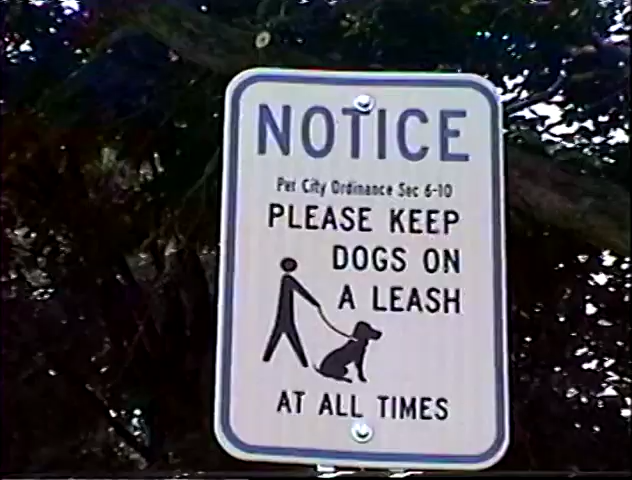 NOTICE
Per City Ordinance Sec 6-10
PLEASE KEEP
DOGS ON
A LEASH
AT ALL TIMES